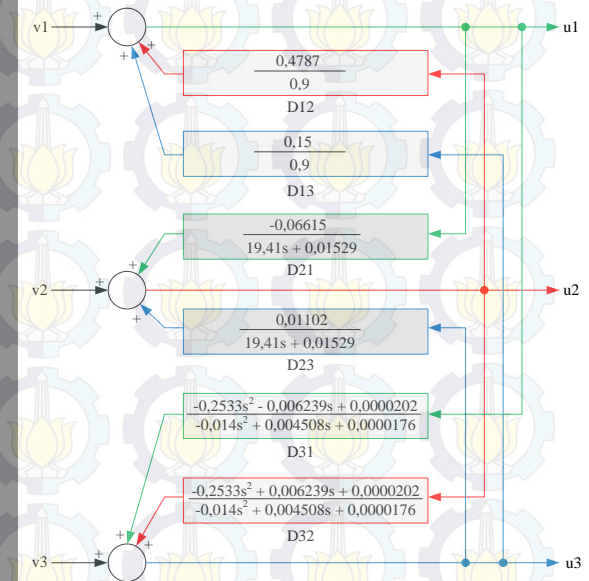 v1 + u1
+
+
0,4787
0,9
D12
0,15
0,9
D13
-0,06615
19,41s + 0,01529
D21
+
+
v2 u2
+
0,01102
19,41s + 0,01529
D23
-0,2533s² - 0,006239s + 0,0000202
-0,014s² + 0,004508s + 0,0000176
D31
-0,2533s² + 0,006239s + 0,0000202
-0,014s² + 0,004508s + 0,0000176
D32
+
+
+
v3 u3